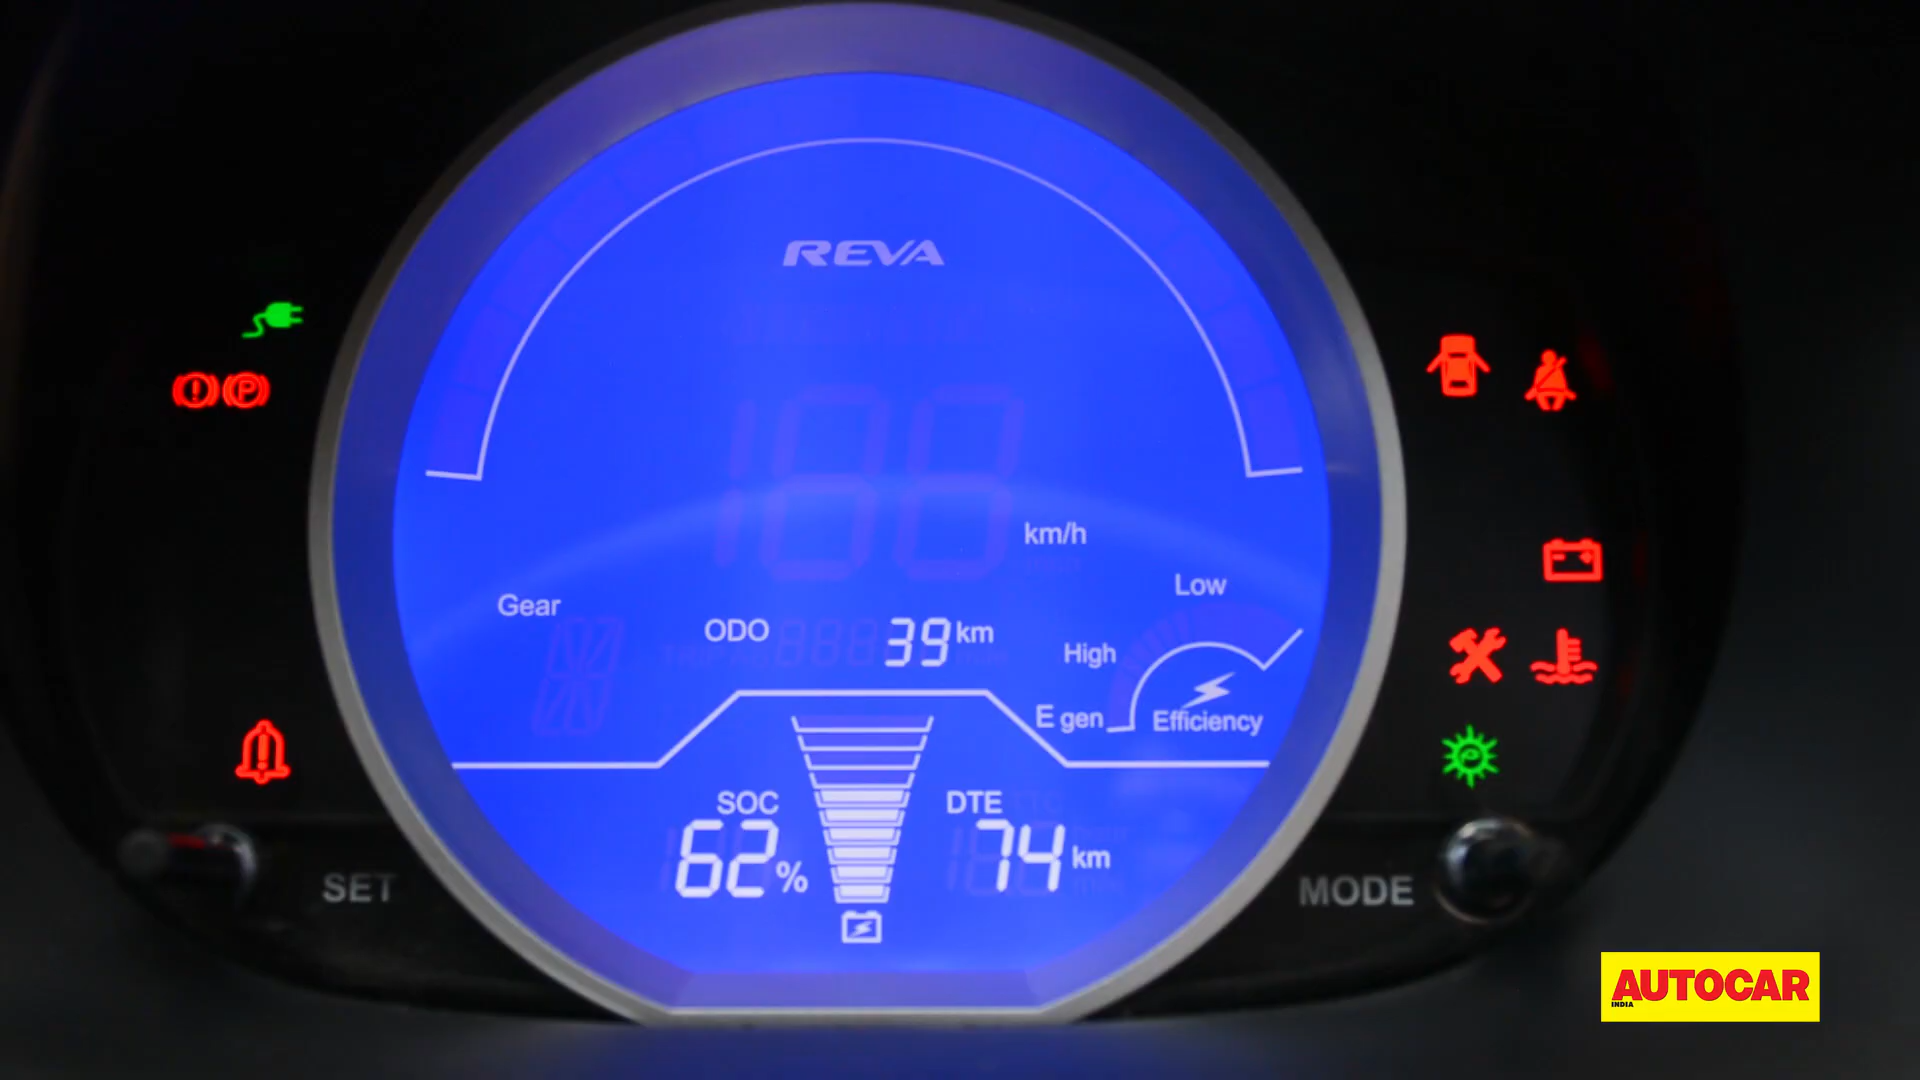 REVA
km/h
Low
Gear
ODO 39 km
High
E gen
Efficiency
SOC
DTE
62%
74 km
SET
MODE
P
AUTOCAR
INDIA